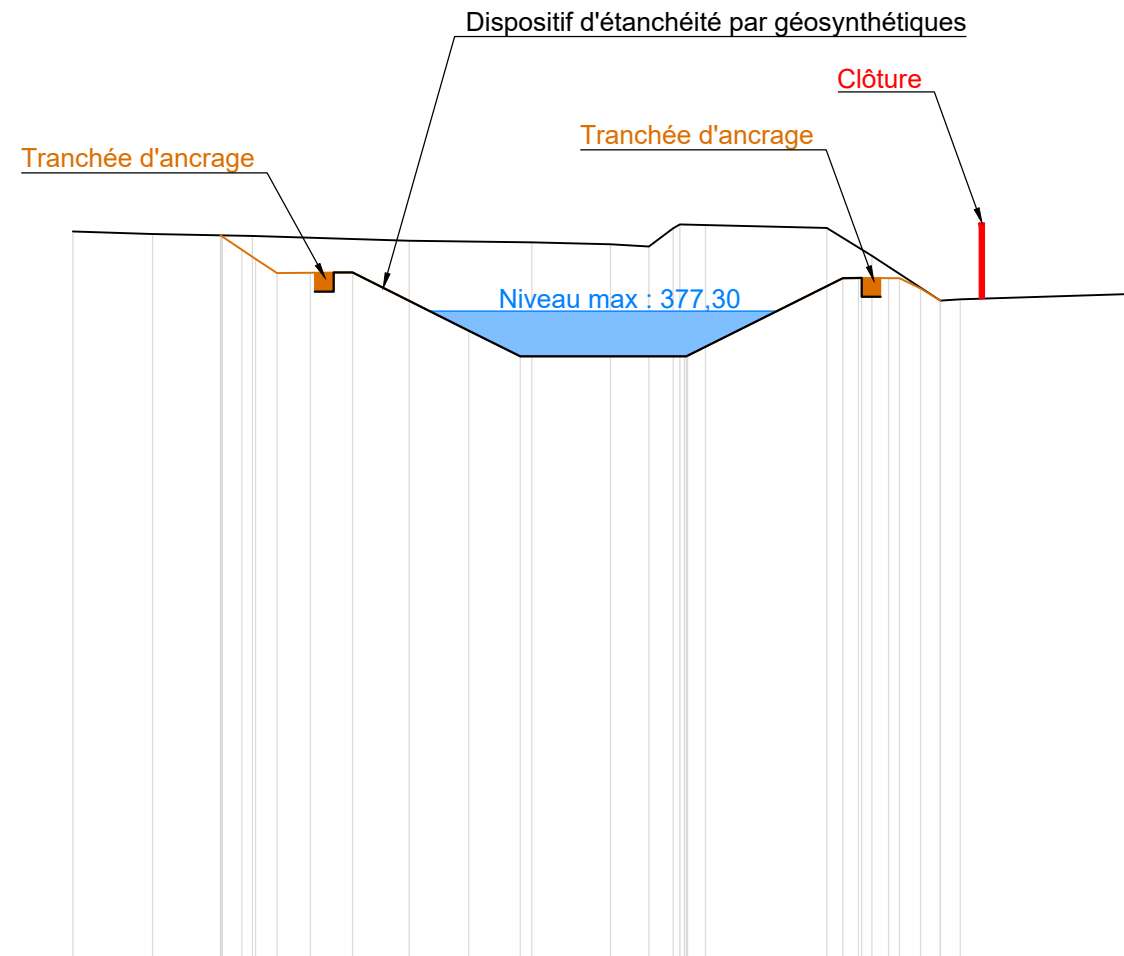 Dispositif d'étanchéité par géosynthétiques
Clôture
Tranchée d'ancrage
Tranchée d'ancrage
Niveau max : 377,30